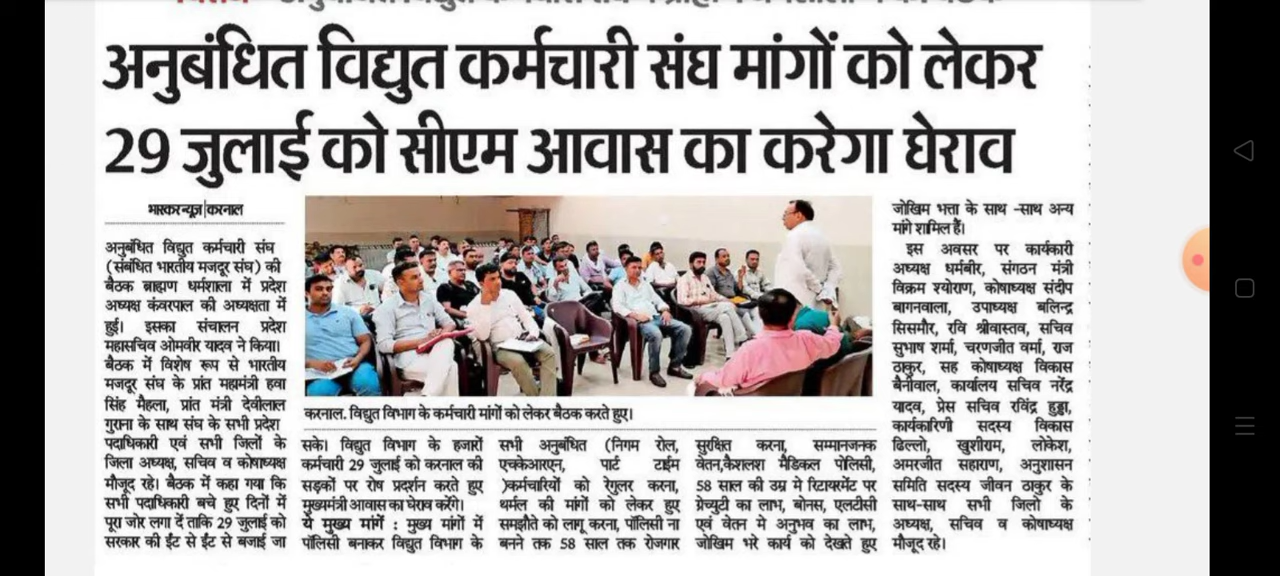 अनुबंधित विद्युत कर्मचारी संघ मांगों को लेकर
29 जुलाई को सीएम आवास का करेगा घेराव
भास्कर न्यूज | करनाल
अनुबंधित विद्युत कर्मचारी संघ
(संबंधित भारतीय मजदूर संघ) की
बैठक ब्राह्मण धर्मशाला में प्रदेश
अध्यक्ष कंवरपाल की अध्यक्षता में
हुई। इसका संचालन प्रदेश
महासचिव ओमवीर यादव ने किया।
बैठक में विशेष रूप से भारतीय
मजदूर संघ के प्रांत महामंत्री हवा
सिंह मैहला, प्रांत मंत्री देवीलाल
गुराना के साथ संघ के सभी प्रदेश
पदाधिकारी एवं सभी जिलों के
जिला अध्यक्ष, सचिव व कोषाध्यक्ष
मौजूद रहे। बैठक में कहा गया कि
सभी पदाधिकारी बचे हुए दिनों में
पूरा जोर लगा दें ताकि 29 जुलाई को
सरकार की ईंट से ईंट से बजाई जा
करनाल. विद्युत विभाग के कर्मचारी मांगों को लेकर बैठक करते हुए।
सके। विद्युत विभाग के हजारों
कर्मचारी 29 जुलाई को करनाल की
सड़कों पर रोष प्रदर्शन करते हुए
मुख्यमंत्री आवास का घेराव करेंगे।
ये मुख्य मांगें : मुख्य मांगों में
पॉलिसी बनाकर विद्युत विभाग के
सभी अनुबंधित (निगम रोल,
एचकेआरएन, पार्ट टाईम
)कर्मचारियों को रेगुलर करना,
थर्मल की मांगों को लेकर हुए
समझौते को लागू करना, पॉलिसी ना
बनने तक 58 साल तक रोजगार
सुरक्षित करना, सम्मानजनक
वेतन,कैशलश मैडिकल पोलिसी,
58 साल की उम्र मे रिटायरमेंट पर
ग्रेच्युटी का लाभ, बोनस, एलटीसी
एवं वेतन मे अनुभव का लाभ,
जोखिम भरे कार्य को देखते हुए
जोखिम भत्ता के साथ -साथ अन्य
मांगे शामिल हैं।
इस अवसर पर कार्यकारी
अध्यक्ष धर्मबीर, संगठन मंत्री
विक्रम श्योराण, कोषाध्यक्ष संदीप
बागनवाला, उपाध्यक्ष बलिन्द्र
सिसमौर, रवि श्रीवास्तव, सचिव
सुभाष शर्मा, चरणजीत वर्मा, राज
ठाकुर, सह कोषाध्यक्ष विकास
बैनीवाल, कार्यालय सचिव नरेंद्र
यादव, प्रेस सचिव रविंद्र हुड्डा,
कार्यकारिणी सदस्य विकास
ढिल्लो, खुशीराम, लोकेश,
अमरजीत सहाराण, अनुशासन
समिति सदस्य जीवन ठाकुर के
साथ-साथ सभी जिलो के
अध्यक्ष, सचिव व कोषाध्यक्ष
मौजूद रहे।